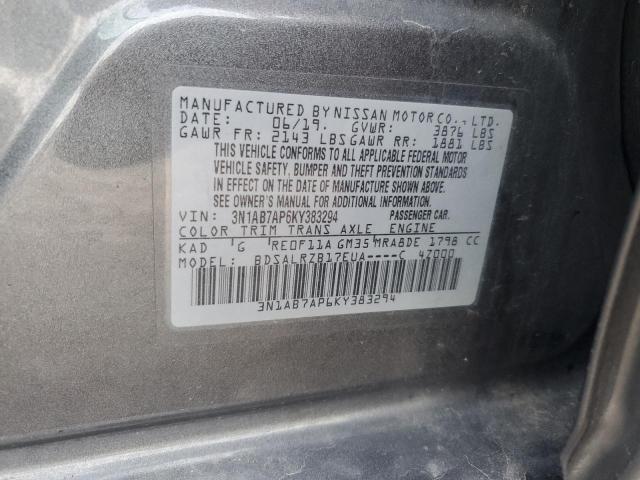 MANUFACTURED BY NISSAN MOTOR CO., LTD.
DATE: 06/19. GVWR: 3876 LBS
GAWR FR: 2143 LBS GAWR RR: 1881 LBS
THIS VEHICLE CONFORMS TO ALL APPLICABLE FEDERAL MOTOR
VEHICLE SAFETY, BUMPER AND THEFT PREVENTION STANDARDS
IN EFFECT ON THE DATE OF MANUFACTURE SHOWN ABOVE.
SEE OWNER'S MANUAL FOR ADDITIONAL INFORMATION
VIN: 3N1AB7AP6KY383294 PASSENGER CAR.
COLOR TRIM TRANS AXLE ENGINE
KAD G RE0F11A GM35 MRA8DE 1798 CC
MODEL: BDSALRZB17EUA----C 4Z000
3N1AB7AP6KY383294